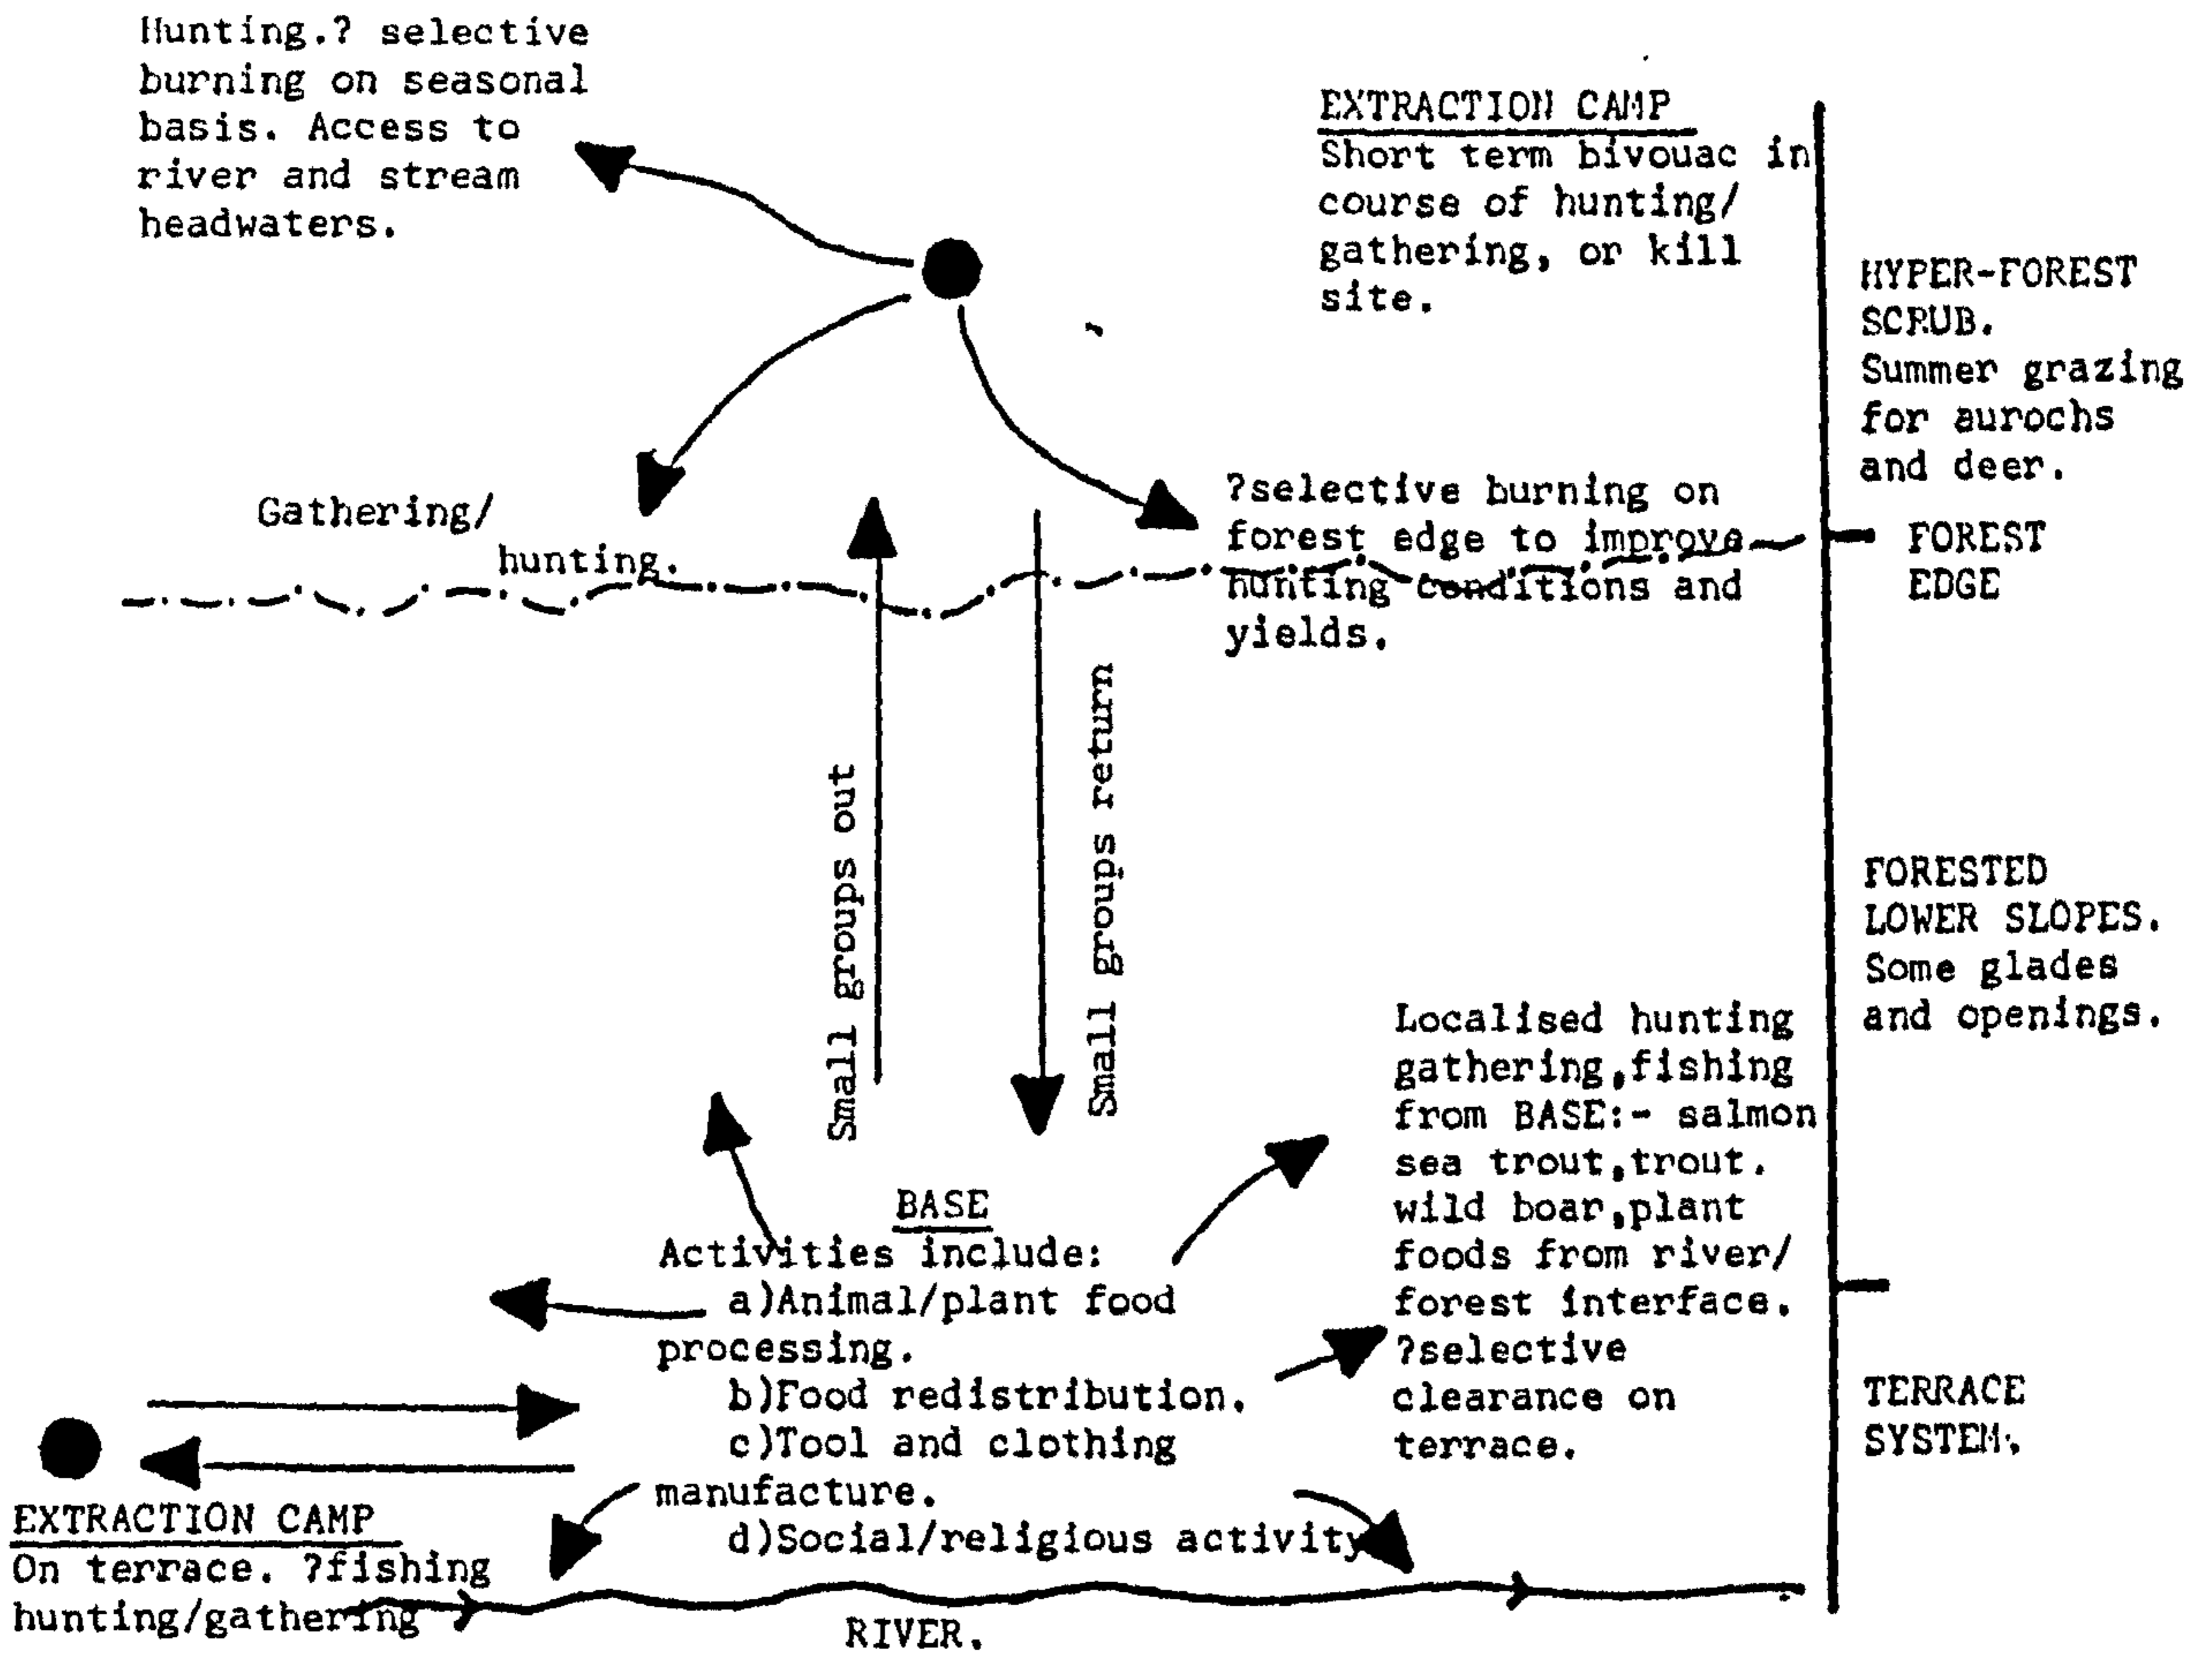 Hunting.? selective
burning on seasonal
basis. Access to
river and stream
headwaters.
EXTRACTION CAMP
Short term bivouac in
course of hunting/
gathering, or kill
site.
HYPER-FOREST
SCRUB.
Summer grazing
for aurochs
and deer.
Gathering/
hunting.
?selective burning on
forest edge to improve
hunting conditions and
yields.
FOREST
EDGE
Small groups out
Small groups return
FORESTED
LOWER SLOPES.
Some glades
and openings.
Localised hunting
gathering,fishing
from BASE:- salmon
sea trout,trout.
wild boar,plant
foods from river/
forest interface.
?selective
clearance on
terrace.
BASE
Activities include:
a)Animal/plant food
processing.
b)Food redistribution.
c)Tool and clothing
manufacture.
d)Social/religious activity
TERRACE
SYSTEM.
EXTRACTION CAMP
On terrace. ?fishing
hunting/gathering
RIVER.